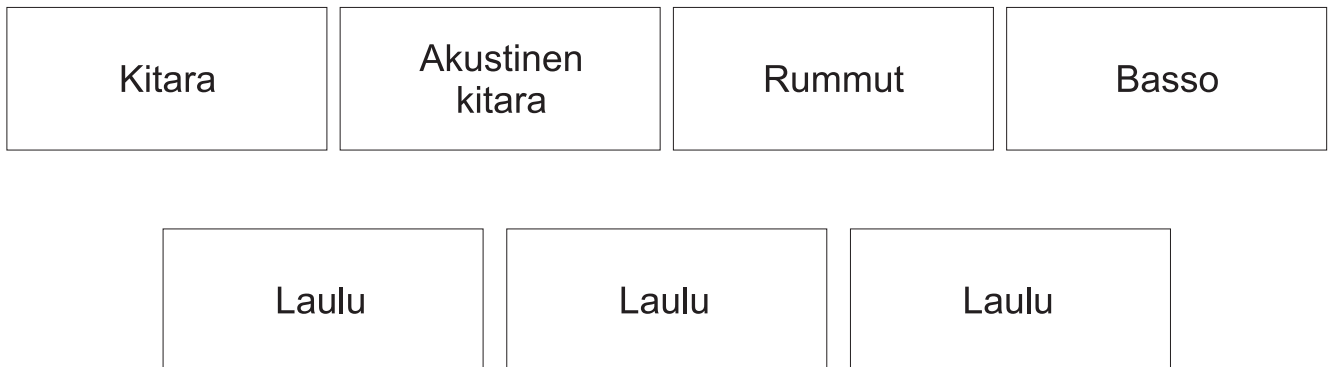 Kitara
Akustinen
kitara
Rummut
Basso
Laulu
Laulu
Laulu